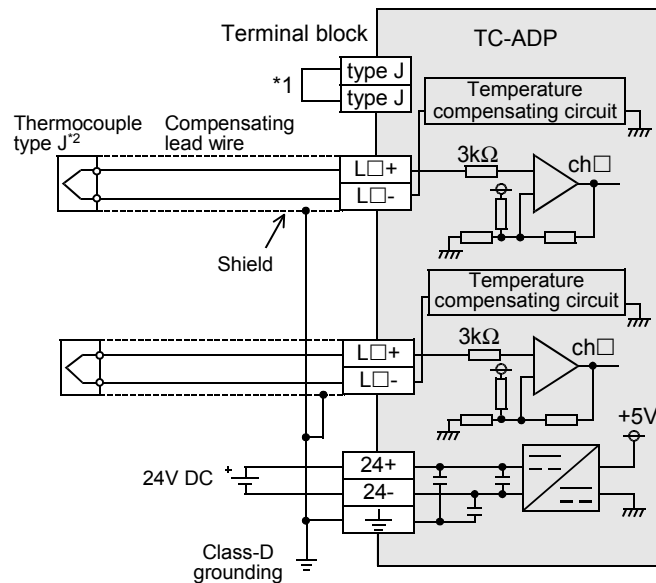 Terminal block
TC-ADP
*1
type J
type J
Temperature
compensating circuit
Thermocouple
type J*2
Compensating
lead wire
L□+
L□-
3kΩ
ch□
Shield
Temperature
compensating circuit
L□+
L□-
3kΩ
ch□
+5V
24V DC
+
24+
24-
Class-D
grounding